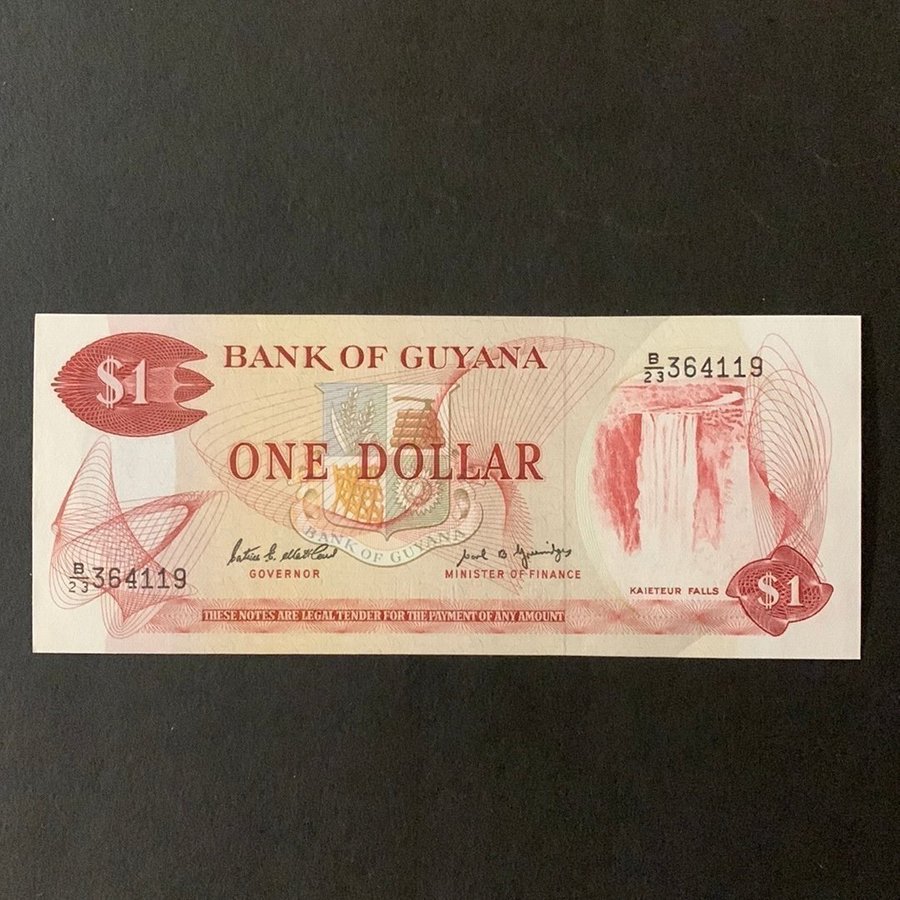 $1
BANK OF GUYANA
B/23 364119
ONE DOLLAR
BANK OF GUYANA
GOVERNOR
MINISTER OF FINANCE
B/23 364119
KAIETEUR FALLS
$1
THESE NOTES ARE LEGAL TENDER FOR THE PAYMENT OF ANY AMOUNT